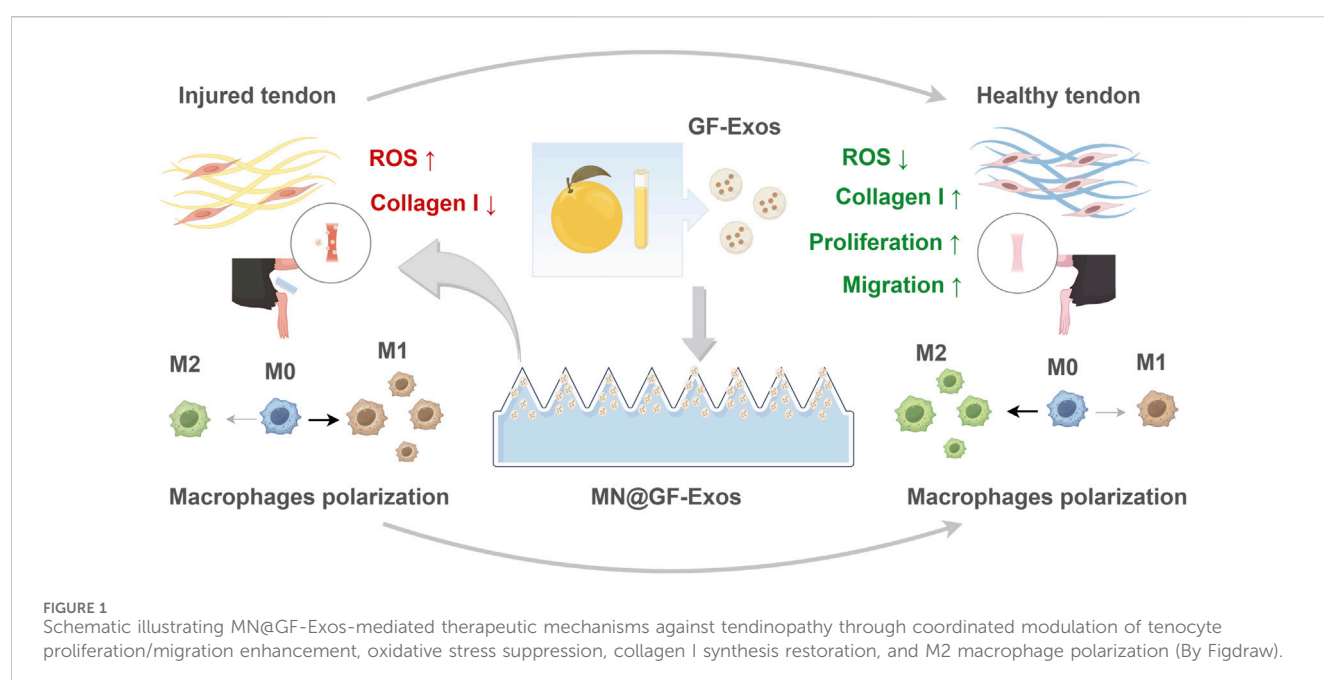 Injured tendon
Healthy tendon
GF-Exos
ROS ↑
Collagen I ↓
ROS ↓
Collagen I ↑
Proliferation ↑
Migration ↑
M2
M0
M1
M2
M0
M1
Macrophages polarization
MN@GF-Exos
Macrophages polarization
FIGURE 1
Schematic illustrating MN@GF-Exos-mediated therapeutic mechanisms against tendinopathy through coordinated modulation of tenocyte
proliferation/migration enhancement, oxidative stress suppression, collagen I synthesis restoration, and M2 macrophage polarization (By Figdraw).